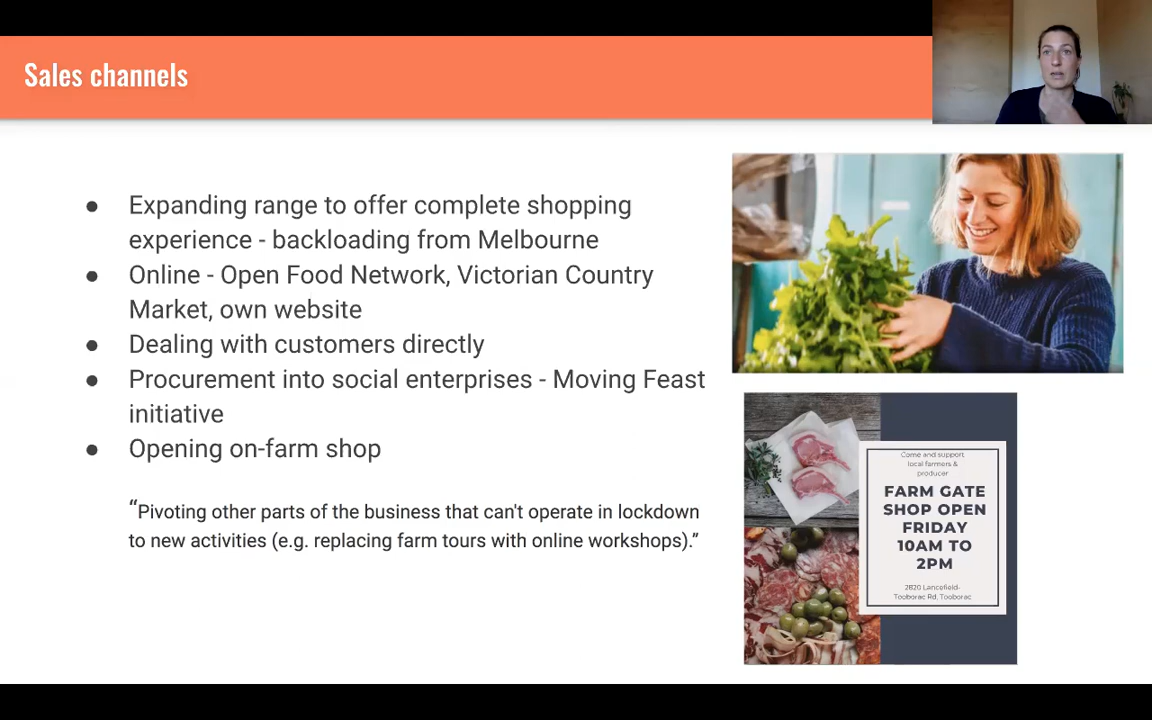 Sales channels
● Expanding range to offer complete shopping
experience - backloading from Melbourne
● Online - Open Food Network, Victorian Country
Market, own website
● Dealing with customers directly
● Procurement into social enterprises - Moving Feast
initiative
● Opening on-farm shop
“Pivoting other parts of the business that can't operate in lockdown
to new activities (e.g. replacing farm tours with online workshops).”
Come and support
local farmers &
producer
FARM GATE
SHOP OPEN
FRIDAY
10AM TO
2PM
2820 Lancefield-
Tooborac Rd, Tooborac